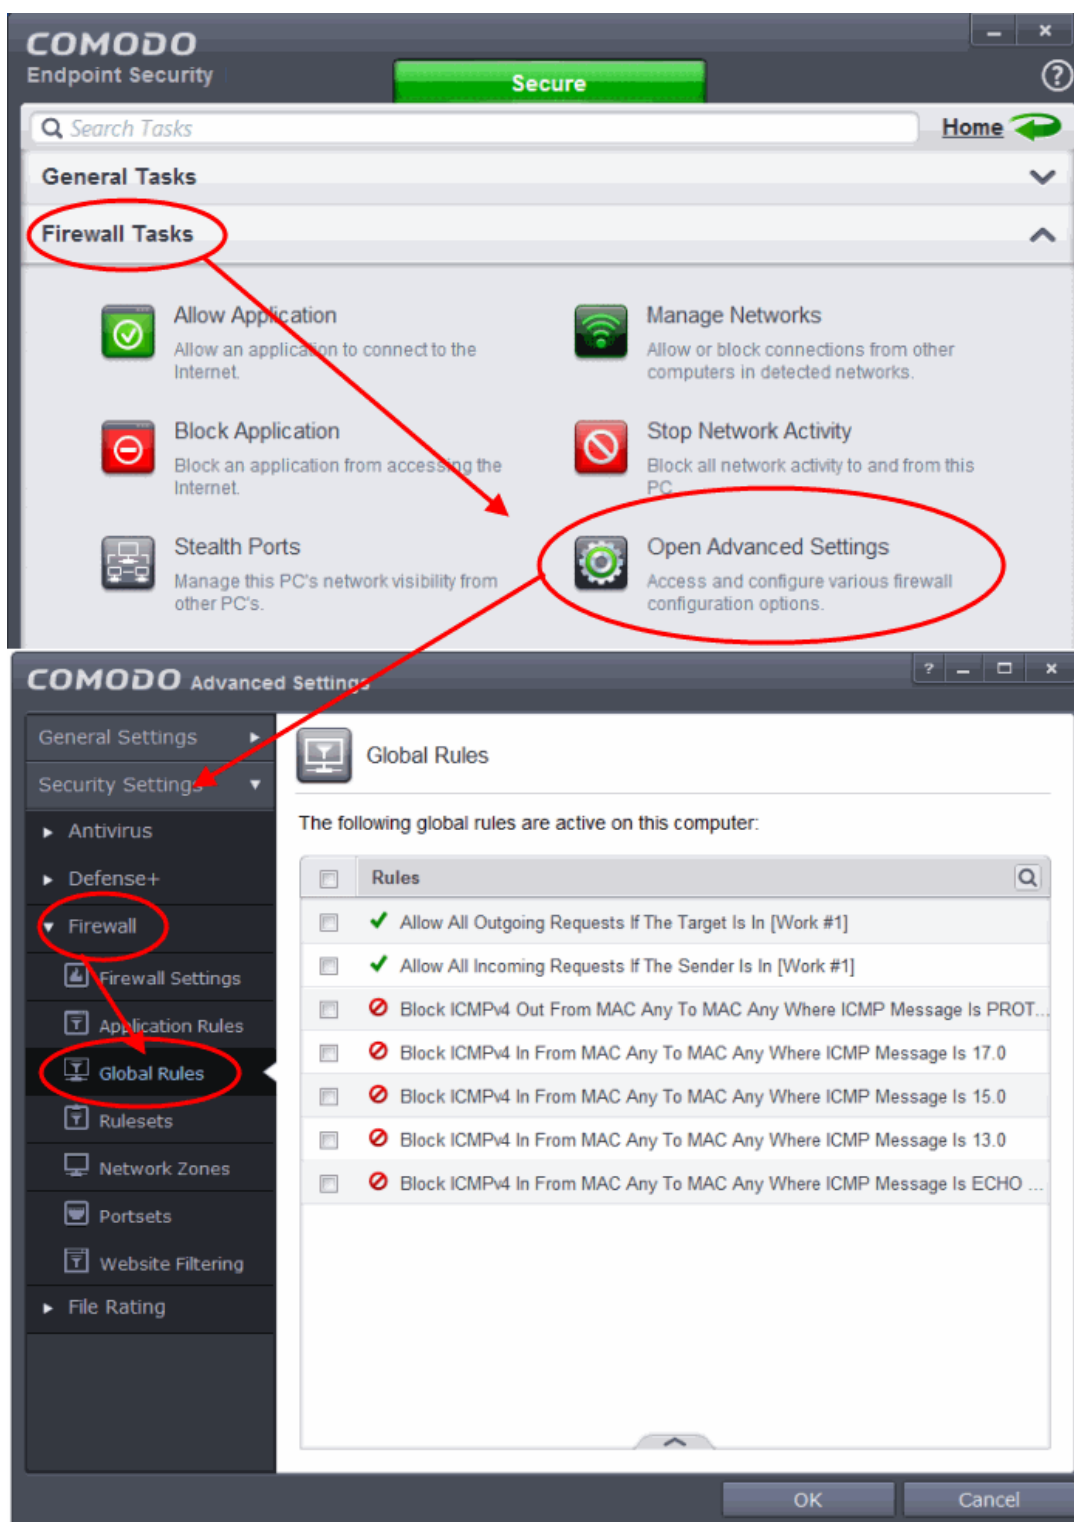 COMODO
Endpoint Security
Secure
Search Tasks
Home
General Tasks
Firewall Tasks
Allow Application
Allow an application to connect to the
Internet.
Manage Networks
Allow or block connections from other
computers in detected networks.
Block Application
Block an application from accessing the
Internet.
Stop Network Activity
Block all network activity to and from this
PC.
Stealth Ports
Manage this PC's network visibility from
other PC's.
Open Advanced Settings
Access and configure various firewall
configuration options.
COMODO Advanced Settings
General Settings
Security Settings
Antivirus
Defense+
Firewall
Firewall Settings
Application Rules
Global Rules
Rulesets
Network Zones
Portsets
Website Filtering
File Rating
Global Rules
The following global rules are active on this computer:
Rules
Allow All Outgoing Requests If The Target Is In [Work #1]
Allow All Incoming Requests If The Sender Is In [Work #1]
Block ICMPv4 Out From MAC Any To MAC Any Where ICMP Message Is PROT...
Block ICMPv4 In From MAC Any To MAC Any Where ICMP Message Is 17.0
Block ICMPv4 In From MAC Any To MAC Any Where ICMP Message Is 15.0
Block ICMPv4 In From MAC Any To MAC Any Where ICMP Message Is 13.0
Block ICMPv4 In From MAC Any To MAC Any Where ICMP Message Is ECHO ...
OK
Cancel